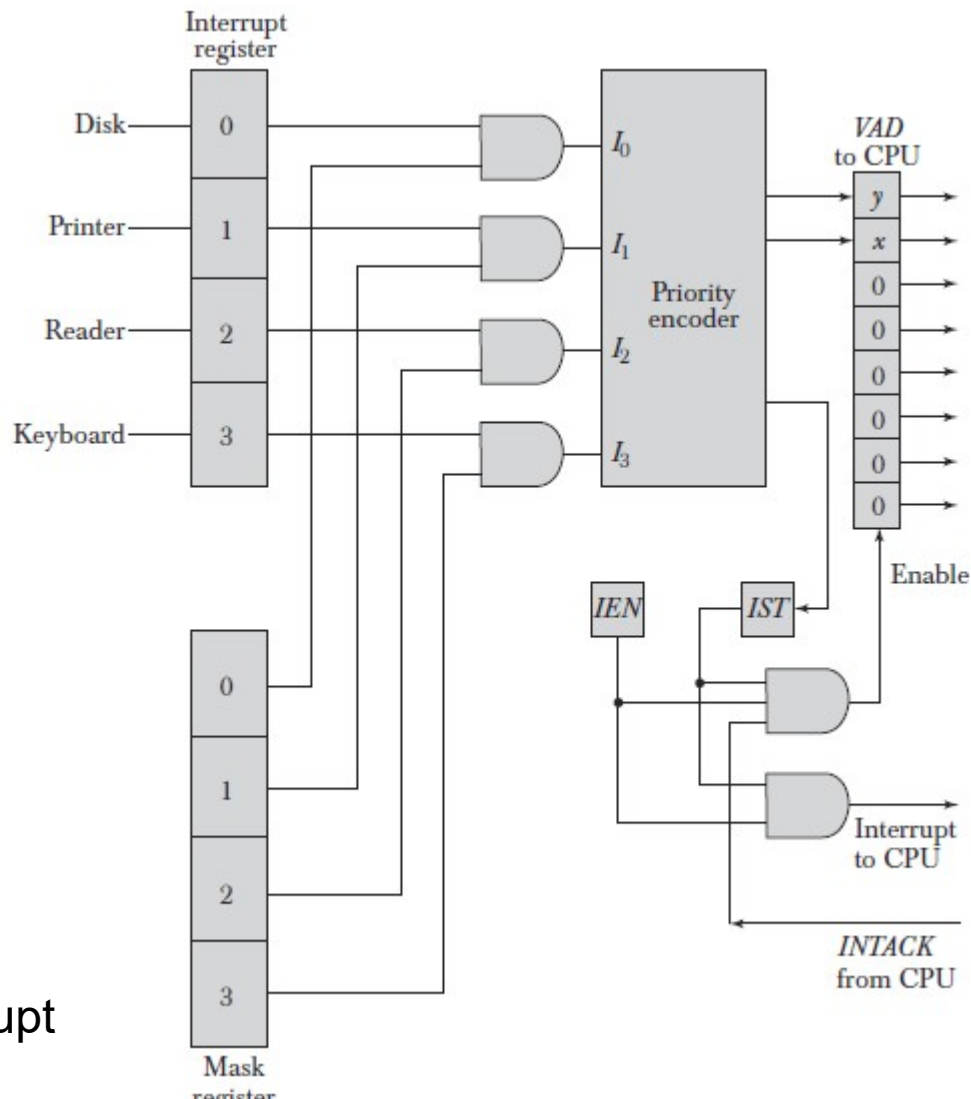 Interrupt
register
Disk
0
Printer
1
Reader
2
Keyboard
3
I0
I1
I2
I3
Priority
encoder
VAD
to CPU
y
x
0
0
0
0
0
0
Enable
IEN
IST
0
1
2
3
Interrupt
to CPU
INTACK
from CPU
upt
Mask
register